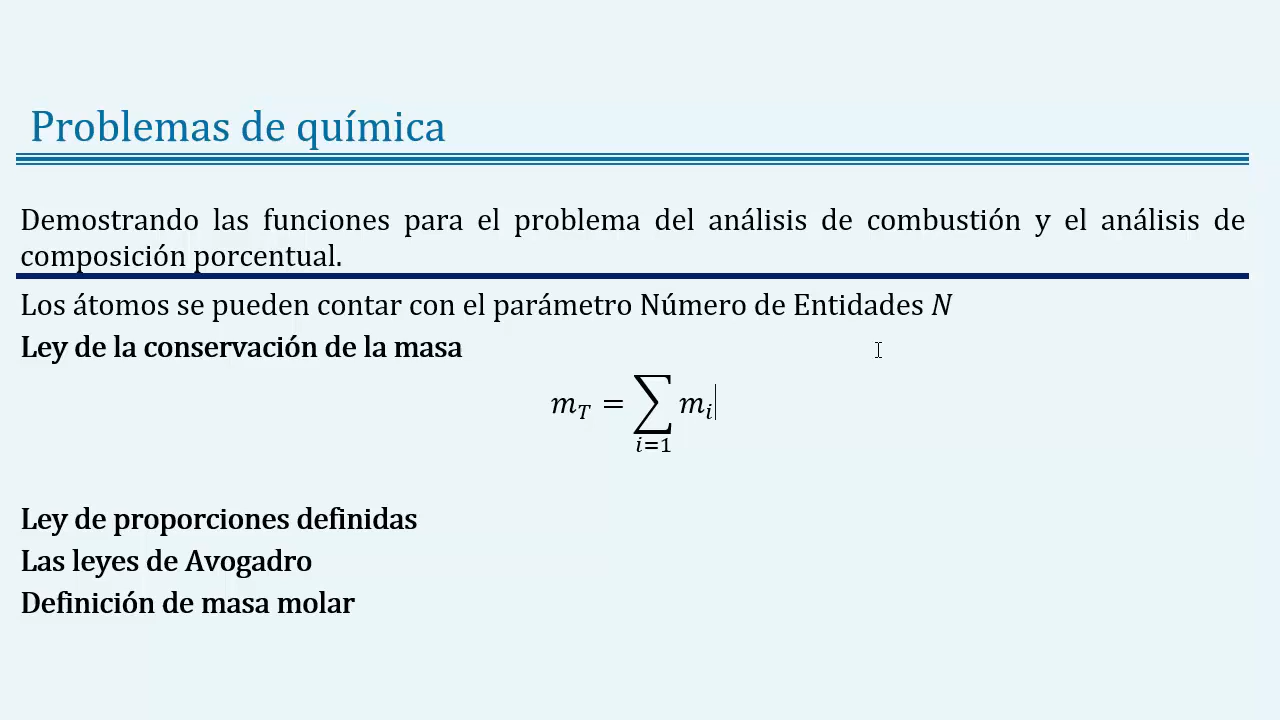 Problemas de química
Demostrando las funciones para el problema del análisis de combustión y el análisis de
composición porcentual.
Los átomos se pueden contar con el parámetro Número de Entidades N
Ley de la conservación de la masa
m_T = ∑_{i=1} m_i
Ley de proporciones definidas
Las leyes de Avogadro
Definición de masa molar